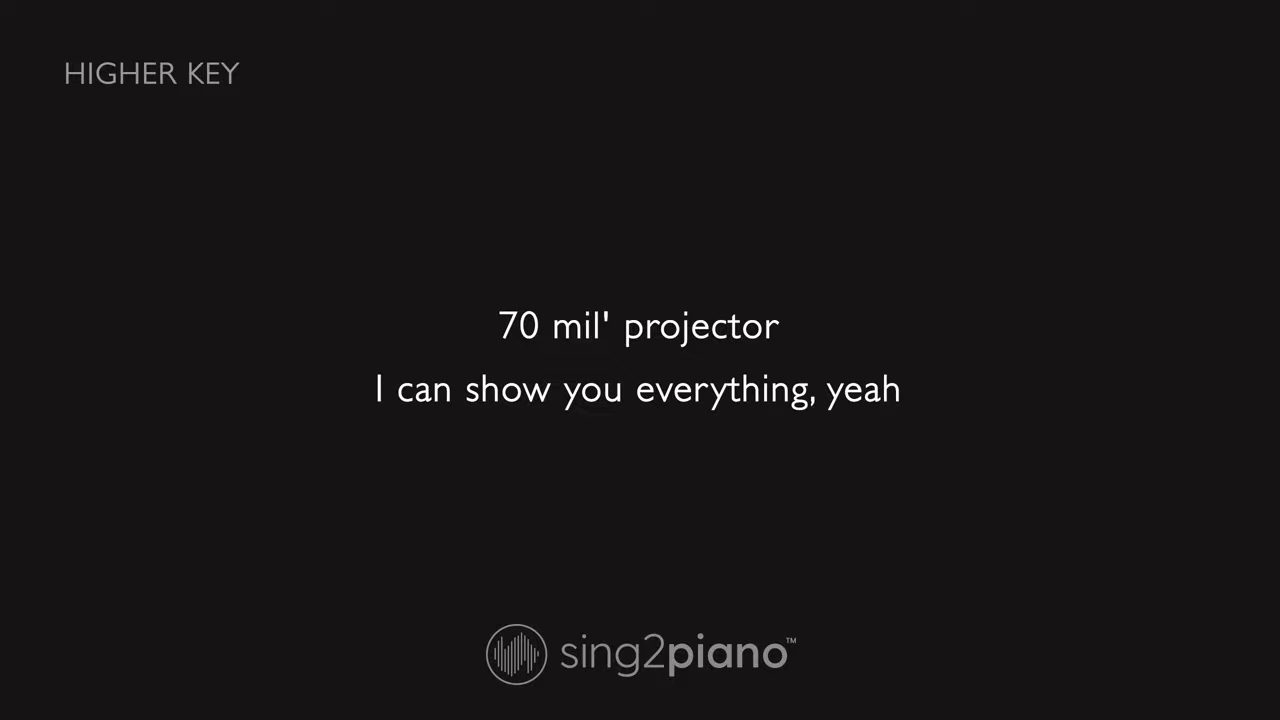 HIGHER KEY
70 mil' projector
I can show you everything, yeah
sing2piano™